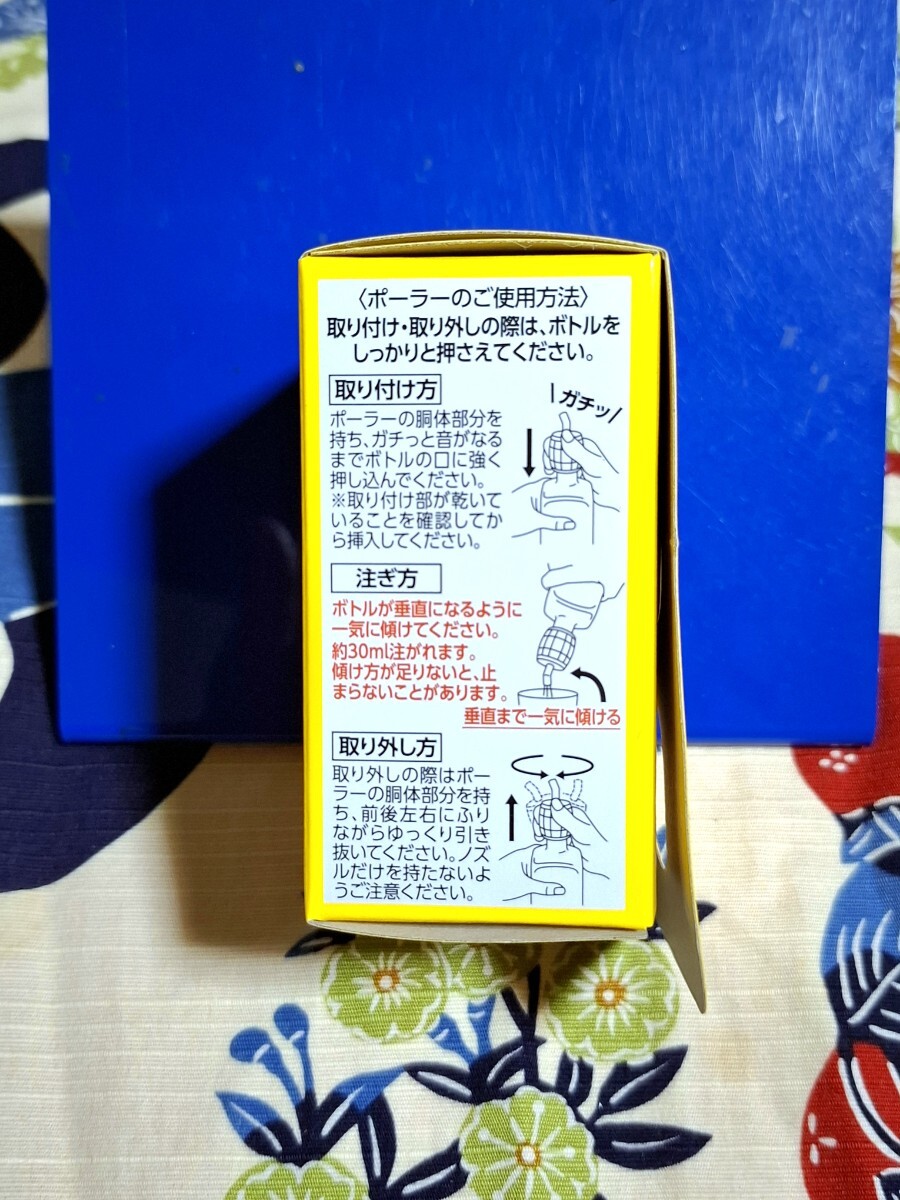 〈ポーラーのご使用方法〉
取り付け・取り外しの際は、ボトルを
しっかりと押さえてください。
取り付け方
ガチッ
ポーラーの胴体部分を
持ち、ガチっと音がなる
までボトルの口に強く
押し込んでください。
※取り付け部が乾いて
いることを確認してか
ら挿入してください。
注ぎ方
ボトルが垂直になるように
一気に傾けてください。
約30ml注がれます。
傾け方が足りないと、止
まらないことがあります。
垂直まで一気に傾ける
取り外し方
取り外しの際はポー
ラーの胴体部分を持
ち、前後左右にふり
ながらゆっくり引き
抜いてください。ノズ
ルだけを持たないよ
うご注意ください。